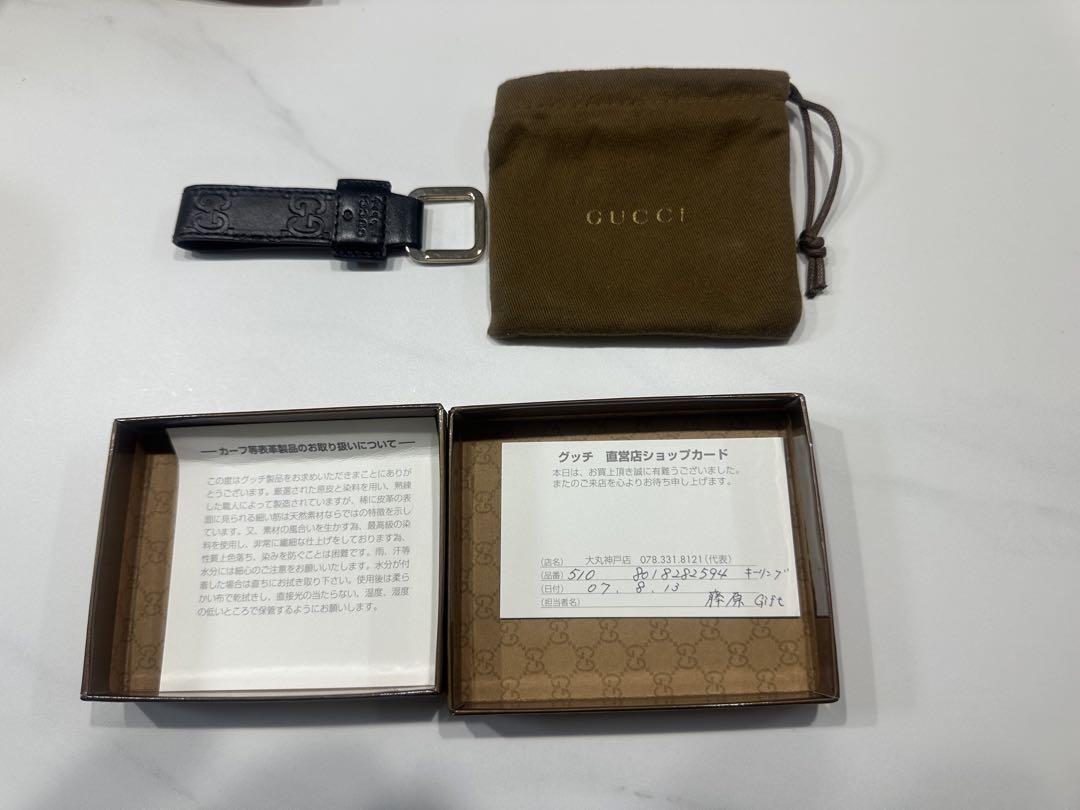 GUCCI
― カーフ等表革製品のお取り扱いについて ―
この度はグッチ製品をお求めいただきまことにありが
とうございます。厳選された原皮と染料を用い、熟練
した職人によって製造されていますが、稀に皮革の表
面に見られる細い筋は天然素材ならではの特徴を示し
ています。又、素材の風合いを生かす為、最高級の染
料を使用し、非常に繊細な仕上げをしております為、
性質上色落ち、染みを防ぐことは困難です。雨、汗等
水分には細心のご注意をお願いいたします。水分が付
着した場合は直ちにお拭き取り下さい。使用後は柔ら
かい布で乾拭きし、直接光の当たらない、温度、湿度
の低いところで保管するようにお願いします。
グッチ 直営店ショップカード
本日は、お買上頂き誠に有難うございました。
またのご来店を心よりお待ち申し上げます。
(店名) 大丸神戸店 078.331.8121(代表)
(品番) 510 8018282594 キーリング
(日付) 07. 8. 13
(担当者名) 藤原 Gift